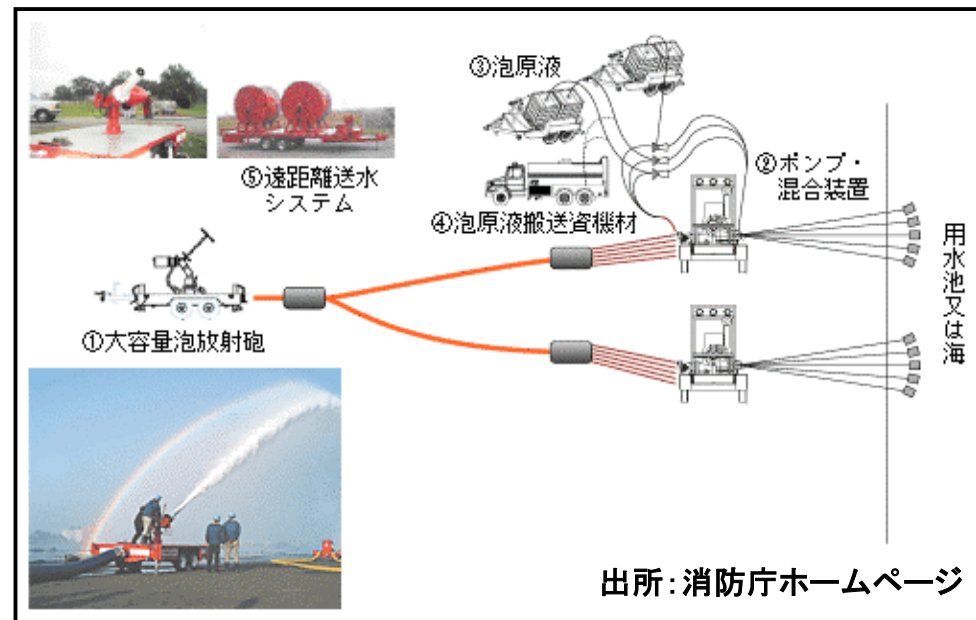 ③泡原液
⑤遠距離送水
システム
④泡原液搬送資機材
②ポンプ・
混合装置
①大容量泡放射砲
用水池又は海
出所：消防庁ホームページ